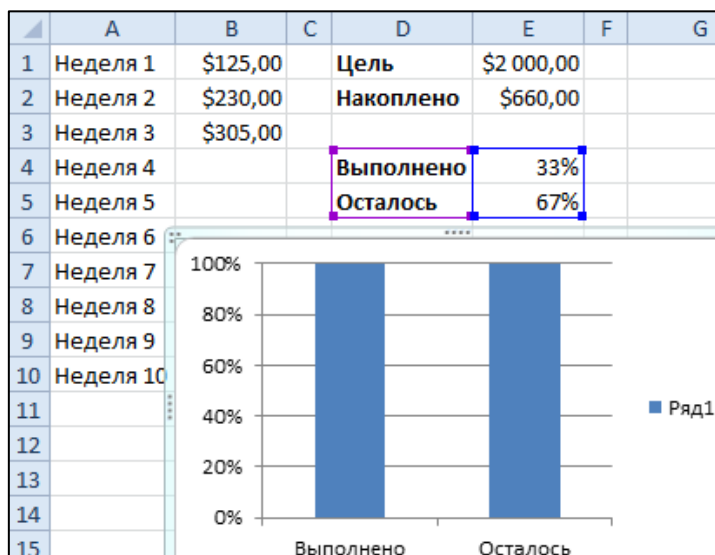 A B C D E F G
1 Неделя 1 $125,00 Цель $2 000,00
2 Неделя 2 $230,00 Накоплено $660,00
3 Неделя 3 $305,00
4 Неделя 4 Выполнено 33%
5 Неделя 5 Осталось 67%
6 Неделя 6
7 Неделя 7 100%
8 Неделя 8 80%
9 Неделя 9
10 Неделя 10 60%
11 40% Ряд1
12
13 20%
14 0%
15 Выполнено Осталось